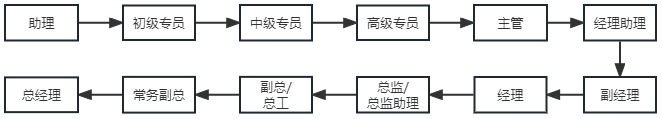 助理
初级专员
中级专员
高级专员
主管
经理助理
副经理
经理
总监/
总监助理
副总/
总工
常务副总
总经理